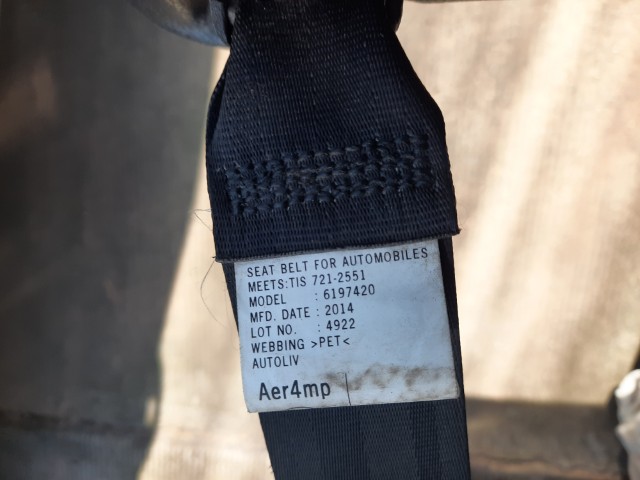 SEAT BELT FOR AUTOMOBILES
MEETS:TIS 721-2551
MODEL : 6197420
MFD. DATE : 2014
LOT NO. : 4922
WEBBING >PET<
AUTOLIV
Aer4mp